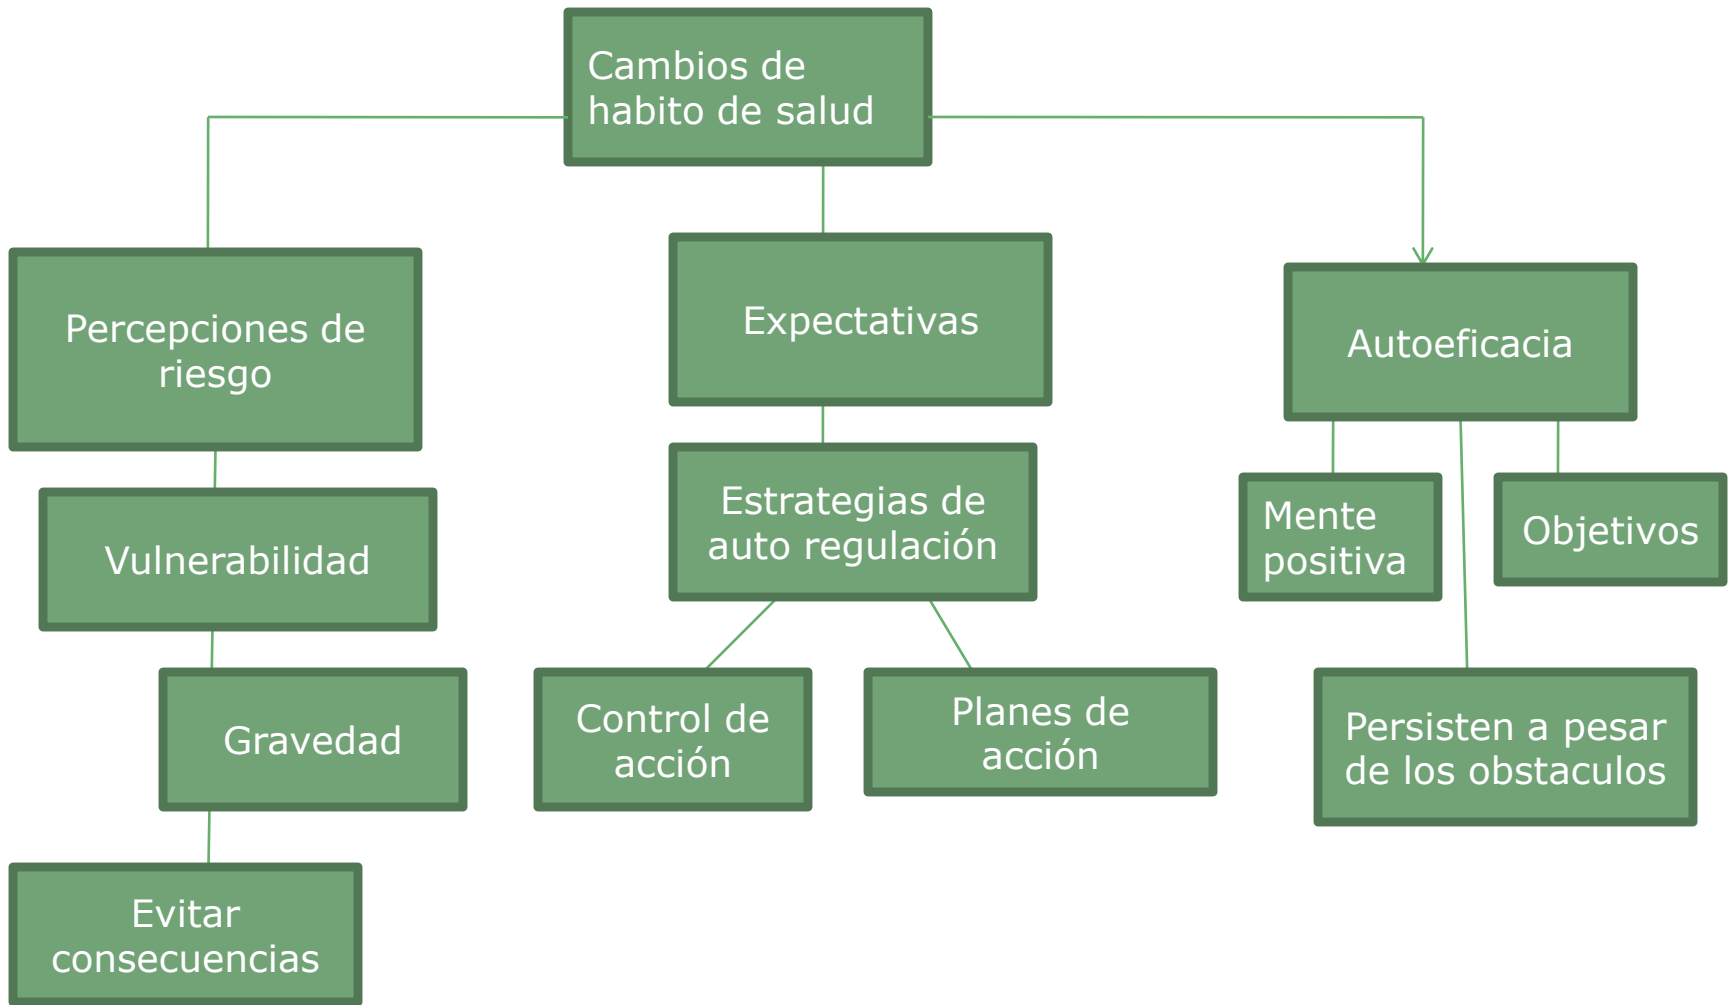 Cambios de
habito de salud
Percepciones de
riesgo
Expectativas
Autoeficacia
Vulnerabilidad
Estrategias de
auto regulación
Mente
positiva
Objetivos
Gravedad
Control de
acción
Planes de
acción
Persisten a pesar
de los obstaculos
Evitar
consecuencias